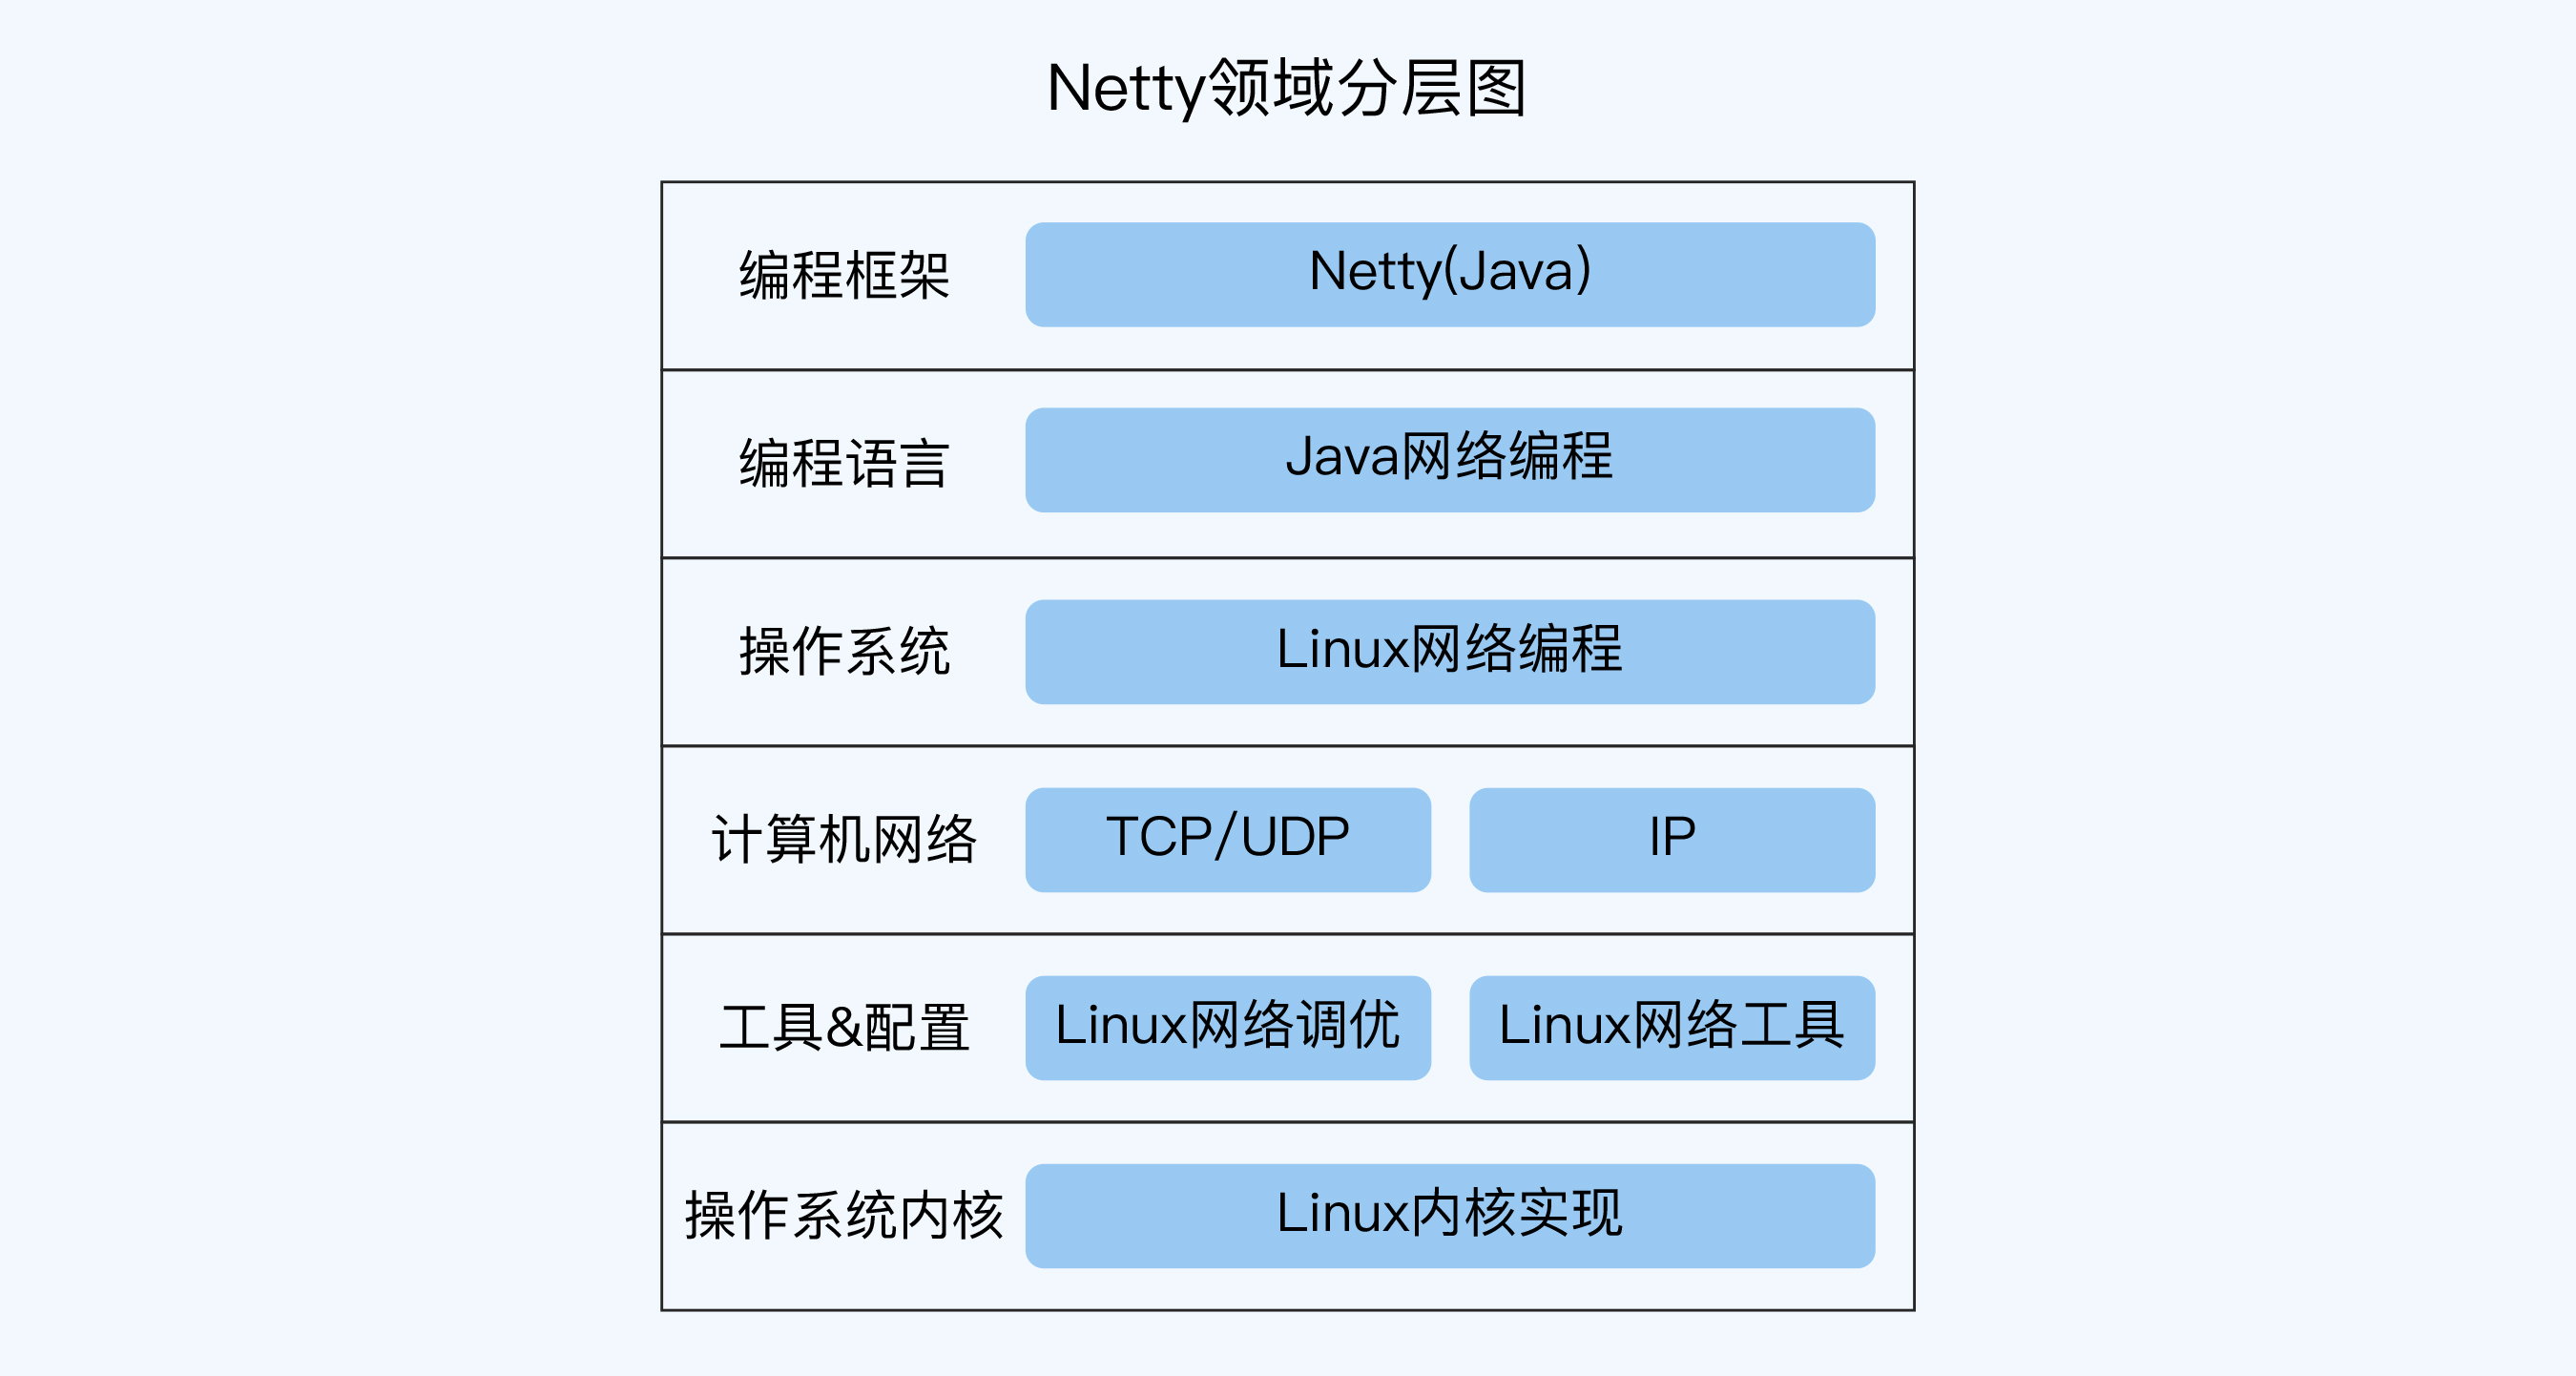 Netty领域分层图
编程框架
Netty(Java)
编程语言
Java网络编程
操作系统
Linux网络编程
计算机网络
TCP/UDP
IP
工具&配置
Linux网络调优
Linux网络工具
操作系统内核
Linux内核实现